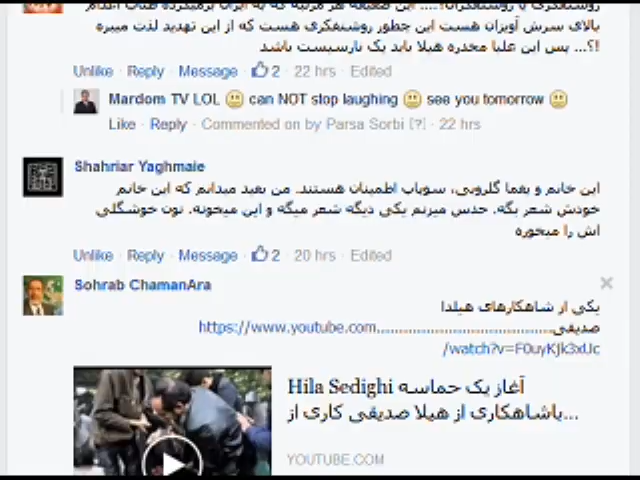 بالای سرش آویزان هست این چطور روشنفکری هست که از این تهدید لذت میبره
!؟... پس این علیا مخدره هیلا باید یک نارسیست باشد
Unlike · Reply · Message · 2 · 22 hrs · Edited
Mardom TV LOL can NOT stop laughing see you tomorrow
Like · Reply · Commented on by Parsa Sorbi [?] · 22 hrs
Shahriar Yaghmaie
این خانم و یغما گلرویی، سوپاپ اطمینان هستند. من بعید میدانم که این خانم
خودش شعر بگه. حدس میزنم یکی دیگه شعر میگه و این میخونه. نون خوشگلی
اش را میخوره
Unlike · Reply · Message · 2 · 20 hrs · Edited
Sohrab ChamanAra
یکی از شاهکارهای هیلدا
صدیقی............................................https://www.youtube.com
/watch?v=F0uyKjk3xUc
Hila Sedighi آغاز یک حماسه
باشاهکاری از هیلا صدیقی کاری از...
YOUTUBE.COM